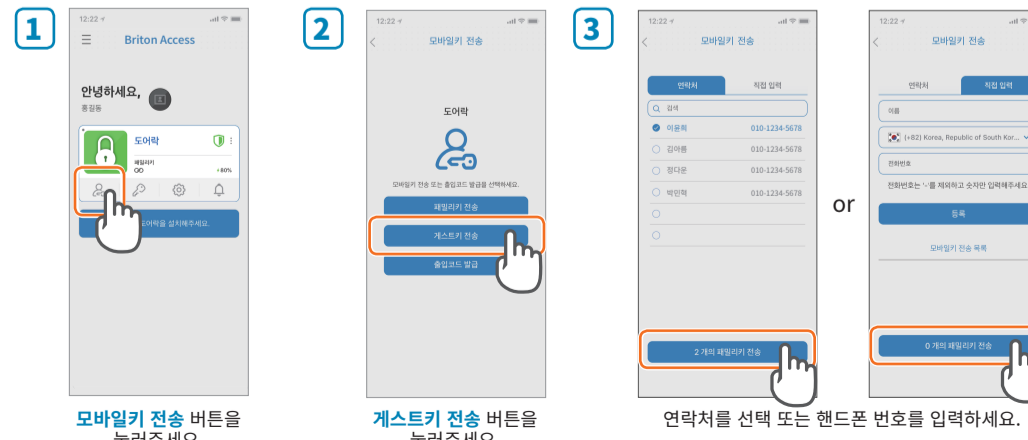 1
12:22
Briton Access
안녕하세요,
홍길동
도어락
패밀리키
+80%
도어락을 설치해주세요.
모바일키 전송 버튼을
눌러주세요
2
12:22
모바일키 전송
도어락
모바일키 전송 또는 출입코드 발급을 선택하세요.
패밀리키 전송
게스트키 전송
출입코드 발급
게스트키 전송 버튼을
눌러주세요
3
12:22
모바일키 전송
연락처 직접 입력
검색
이윤희 010-1234-5678
김아름 010-1234-5678
정다운 010-1234-5678
박민혁 010-1234-5678
2 개의 패밀리키 전송
or
12:22
모바일키 전송
연락처 직접 입력
이름
(+82) Korea, Republic of South Kor...
전화번호
전화번호는 '-'를 제외하고 숫자만 입력해주세요
등록
모바일키 전송 목록
0 개의 패밀리키 전송
연락처를 선택 또는 핸드폰 번호를 입력하세요.